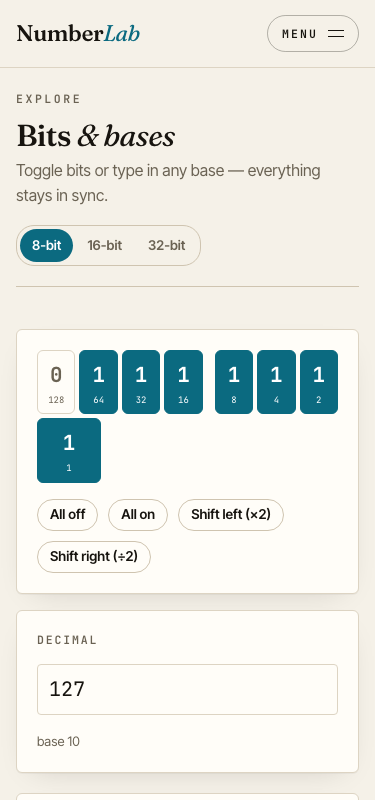 NumberLab
MENU
EXPLORE
Bits & bases
Toggle bits or type in any base — everything
stays in sync.
8-bit 16-bit 32-bit
0 1 1 1 1 1 1
128 64 32 16 8 4 2
1
1
All off All on Shift left (×2)
Shift right (÷2)
DECIMAL
127
base 10